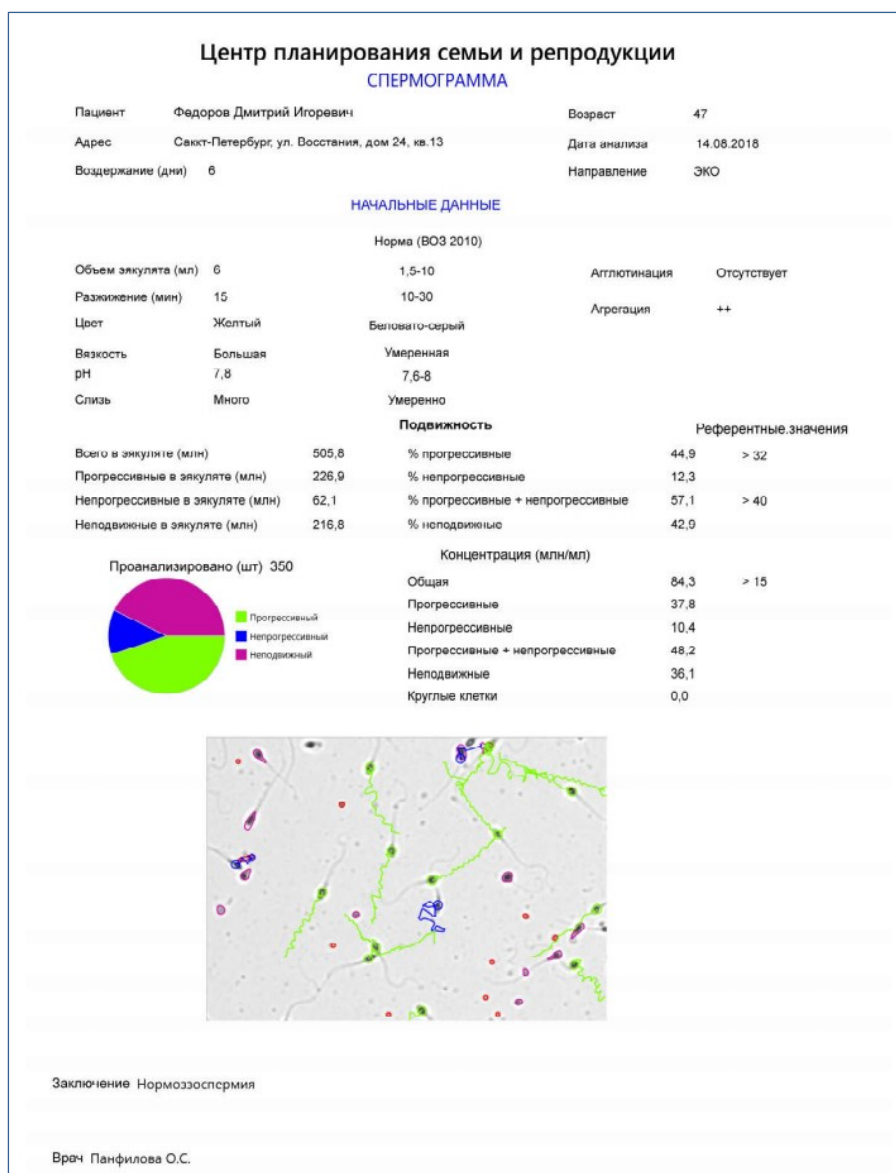 Центр планирования семьи и репродукции
СПЕРМОГРАММА
Пациент Федоров Дмитрий Игоревич Возраст 47
Адрес Саккт-Петербург, ул. Восстания, дом 24, кв.13 Дата анализа 14.08.2018
Воздержание (дни) 6 Направление ЭКО
НАЧАЛЬНЫЕ ДАННЫЕ
Норма (ВОЗ 2010)
Объем эякулята (мл) 6 1,5-10 Агглютинация Отсутствует
Разжижение (мин) 15 10-30
Агрегация ++
Цвет Желтый Беловато-серый
Вязкость Большая Умеренная
pH 7,8 7,6-8
Слизь Много Умеренно
Подвижность Референтные.значения
Всего в эякуляте (млн) 505,8 % прогрессивные 44,9 > 32
Прогрессивные в эякуляте (млн) 226,9 % непрогрессивные 12,3
Непрогрессивные в эякуляте (млн) 62,1 % прогрессивные + непрогрессивные 57,1 > 40
Неподвижные в эякуляте (млн) 216,8 % неподвижные 42,9
Концентрация (млн/мл)
Проанализировано (шт) 350
Общая 84,3 > 15
Прогрессивные 37,8
Прогрессивный
Непрогрессивные 10,4
Непрогрессивный
Прогрессивные + непрогрессивные 48,2
Неподвижный
Неподвижные 36,1
Круглые клетки 0,0
Заключение Нормозооспермия
Врач Панфилова О.С.